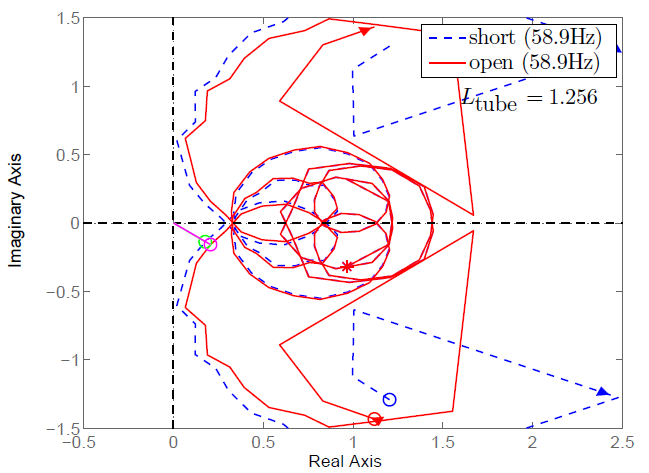 1.5
1
0.5
0
−0.5
−1
−1.5
−0.5
0
0.5
1
1.5
2
2.5
Imaginary Axis
Real Axis
short (58.9Hz)
open (58.9Hz)
Ltube = 1.256